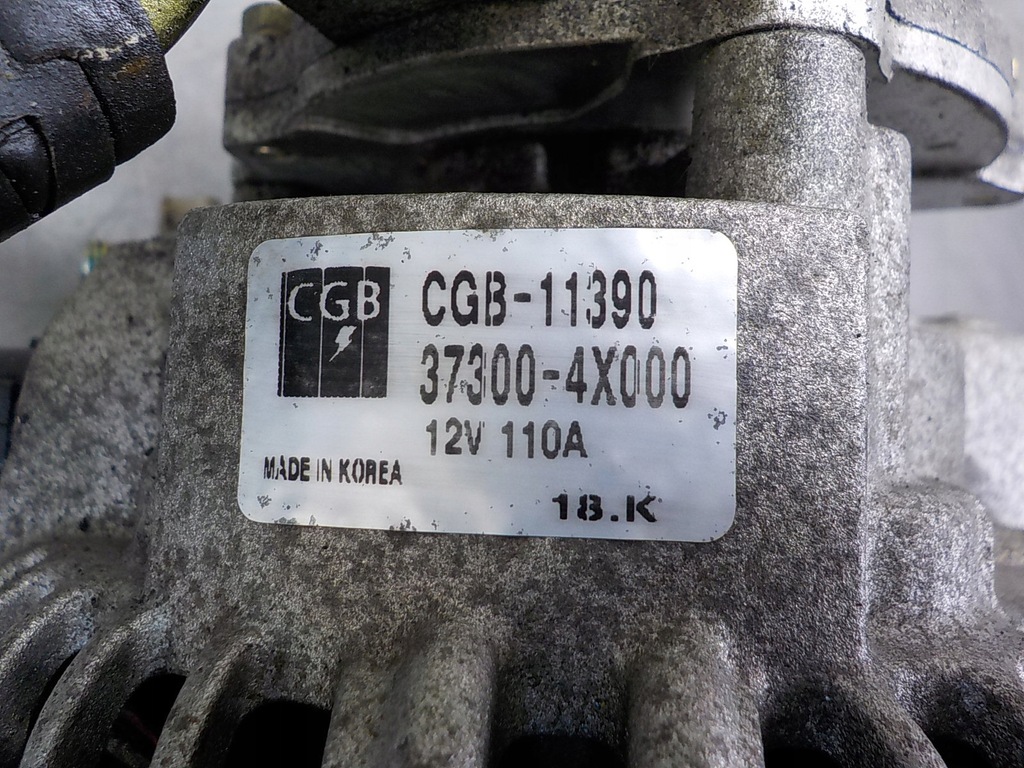 CGB
CGB-11390
37300-4X000
12V 110A
MADE IN KOREA
18.K